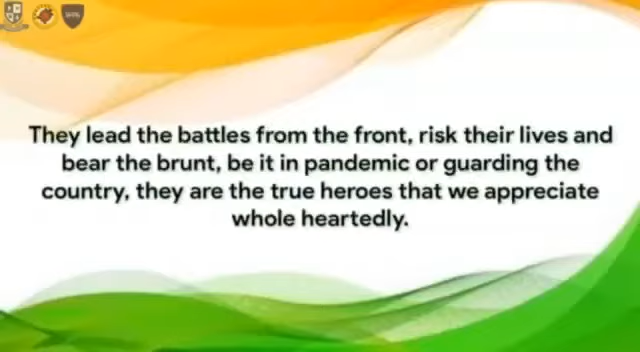 They lead the battles from the front, risk their lives and
bear the brunt, be it in pandemic or guarding the
country, they are the true heroes that we appreciate
whole heartedly.